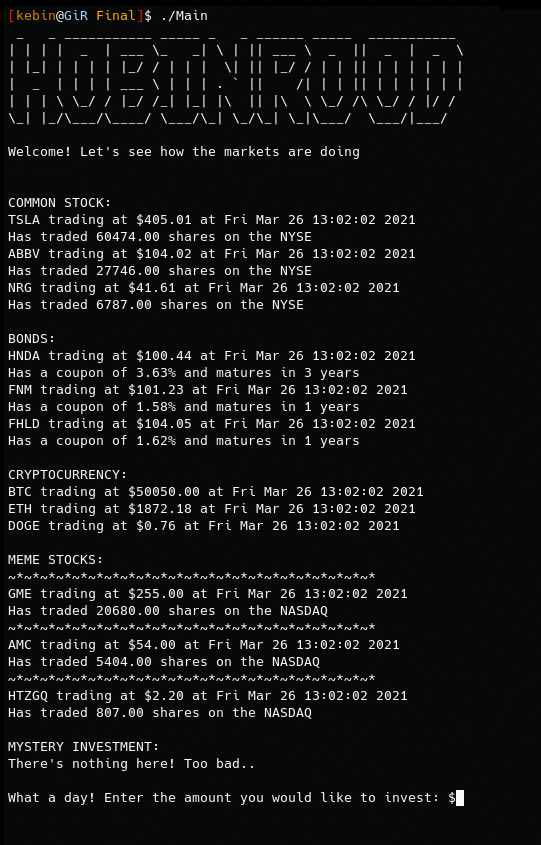 [kebin@GiR Final]$ ./Main
HOBINROOD
Welcome! Let's see how the markets are doing
COMMON STOCK:
TSLA trading at $405.01 at Fri Mar 26 13:02:02 2021
Has traded 60474.00 shares on the NYSE
ABBV trading at $104.02 at Fri Mar 26 13:02:02 2021
Has traded 27746.00 shares on the NYSE
NRG trading at $41.61 at Fri Mar 26 13:02:02 2021
Has traded 6787.00 shares on the NYSE
BONDS:
HNDA trading at $100.44 at Fri Mar 26 13:02:02 2021
Has a coupon of 3.63% and matures in 3 years
FNM trading at $101.23 at Fri Mar 26 13:02:02 2021
Has a coupon of 1.58% and matures in 1 years
FHLD trading at $104.05 at Fri Mar 26 13:02:02 2021
Has a coupon of 1.62% and matures in 1 years
CRYPTOCURRENCY:
BTC trading at $50050.00 at Fri Mar 26 13:02:02 2021
ETH trading at $1872.18 at Fri Mar 26 13:02:02 2021
DOGE trading at $0.76 at Fri Mar 26 13:02:02 2021
MEME STOCKS:
~*~*~*~*~*~*~*~*~*~*~*~*~*~*~*~*~*~*~*~*~*~*~*
GME trading at $255.00 at Fri Mar 26 13:02:02 2021
Has traded 20680.00 shares on the NASDAQ
~*~*~*~*~*~*~*~*~*~*~*~*~*~*~*~*~*~*~*~*~*~*~*
AMC trading at $54.00 at Fri Mar 26 13:02:02 2021
Has traded 5404.00 shares on the NASDAQ
~*~*~*~*~*~*~*~*~*~*~*~*~*~*~*~*~*~*~*~*~*~*~*
HTZGQ trading at $2.20 at Fri Mar 26 13:02:02 2021
Has traded 807.00 shares on the NASDAQ
MYSTERY INVESTMENT:
There's nothing here! Too bad..
What a day! Enter the amount you would like to invest: $